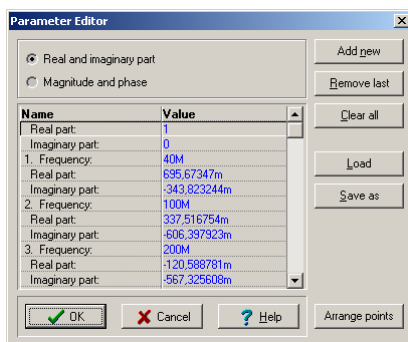 Parameter Editor
Real and imaginary part
Magnitude and phase
Add new
Remove last
Clear all
Load
Save as
Name Value
Real part: 1
Imaginary part: 0
1. Frequency: 40M
Real part: 695,67347m
Imaginary part: -343,823244m
2. Frequency: 100M
Real part: 337,516754m
Imaginary part: -606,397923m
3. Frequency: 200M
Real part: -120,588781m
Imaginary part: -567,325608m
OK Cancel ? Help Arrange points